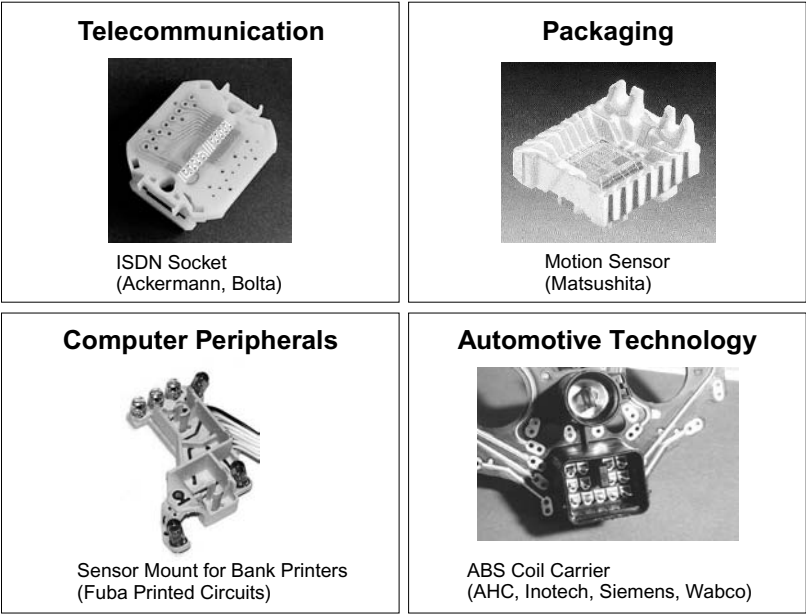 Telecommunication
ISDN Socket
(Ackermann, Bolta)
Packaging
Motion Sensor
(Matsushita)
Computer Peripherals
Sensor Mount for Bank Printers
(Fuba Printed Circuits)
Automotive Technology
ABS Coil Carrier
(AHC, Inotech, Siemens, Wabco)